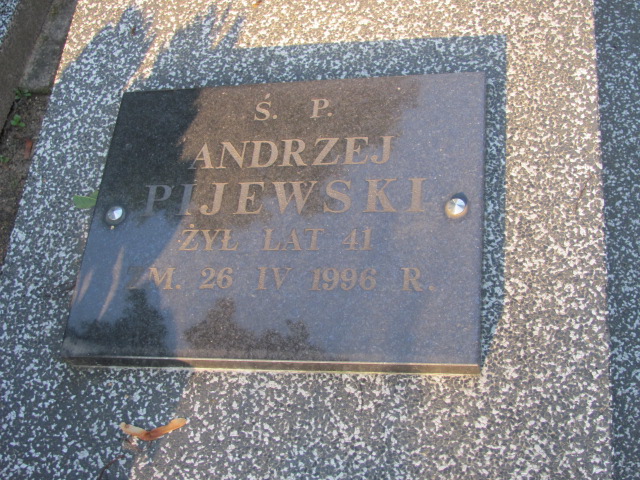 Ś. P.
ANDRZEJ
PIJEWSKI
ŻYŁ LAT 41
ZM. 26 IV 1996 R.